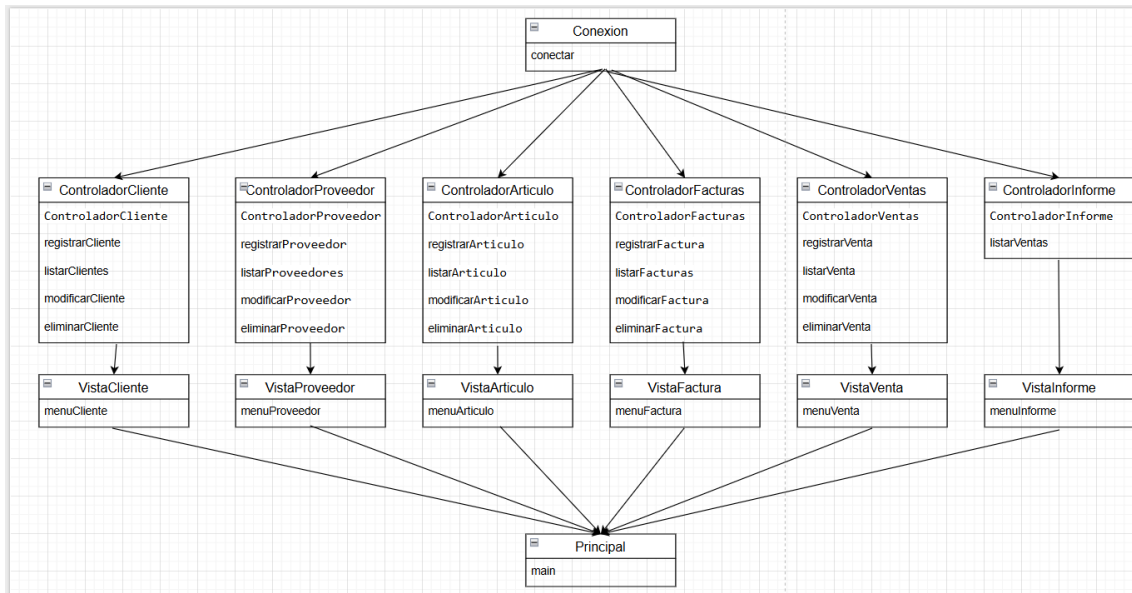 Conexion
conectar
ControladorCliente
ControladorCliente
registrarCliente
listarClientes
modificarCliente
eliminarCliente
ControladorProveedor
ControladorProveedor
registrarProveedor
listarProveedores
modificarProveedor
eliminarProveedor
ControladorArticulo
ControladorArticulo
registrarArticulo
listarArticulo
modificarArticulo
eliminarArticulo
ControladorFacturas
ControladorFacturas
registrarFactura
listarFacturas
modificarFactura
eliminarFactura
ControladorVentas
ControladorVentas
registrarVenta
listarVenta
modificarVenta
eliminarVenta
ControladorInforme
ControladorInforme
listarVentas
VistaCliente
menuCliente
VistaProveedor
menuProveedor
VistaArticulo
menuArticulo
VistaFactura
menuFactura
VistaVenta
menuVenta
VistaInforme
menuInforme
Principal
main